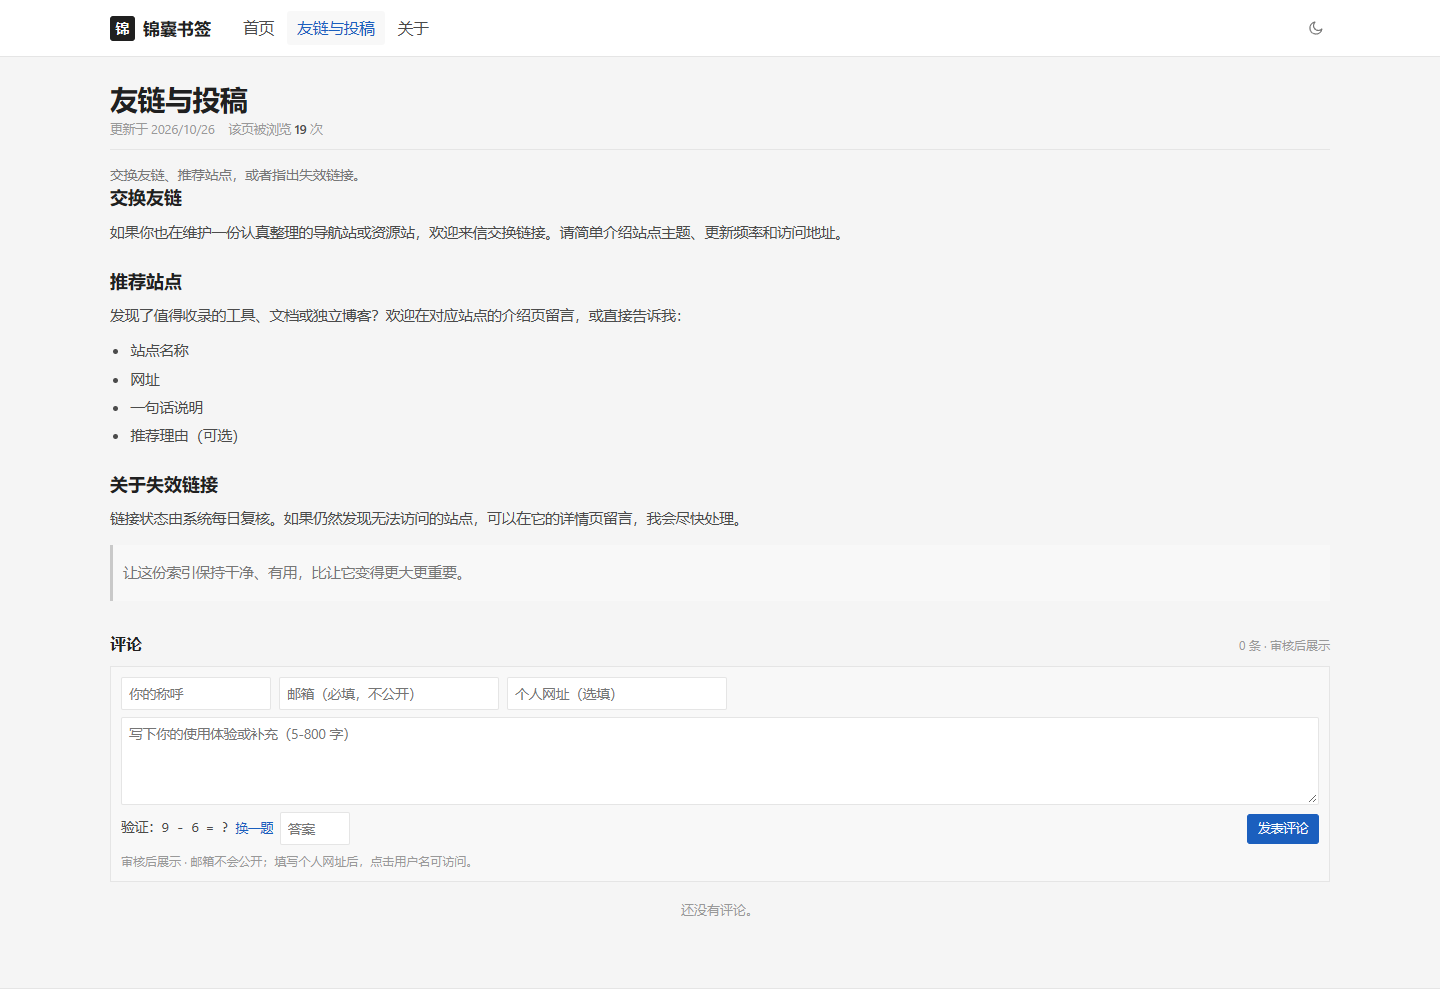 锦 锦囊书签 首页 友链与投稿 关于
友链与投稿
更新于 2026/10/26 该页被浏览 19 次
交换友链、推荐站点，或者指出失效链接。
交换友链
如果你也在维护一份认真整理的导航站或资源站，欢迎来信交换链接。请简单介绍站点主题、更新频率和访问地址。
推荐站点
发现了值得收录的工具、文档或独立博客？欢迎在对应站点的介绍页留言，或直接告诉我：
• 站点名称
• 网址
• 一句话说明
• 推荐理由（可选）
关于失效链接
链接状态由系统每日复核。如果仍然发现无法访问的站点，可以在它的详情页留言，我会尽快处理。
让这份索引保持干净、有用，比让它变得更大更重要。
评论 0 条 · 审核后展示
你的称呼 邮箱（必填，不公开） 个人网址（选填）
写下你的使用体验或补充（5-800 字）
验证：9 - 6 = ? 换一题 答案 发表评论
审核后展示 · 邮箱不会公开；填写个人网址后，点击用户名可访问。
还没有评论。